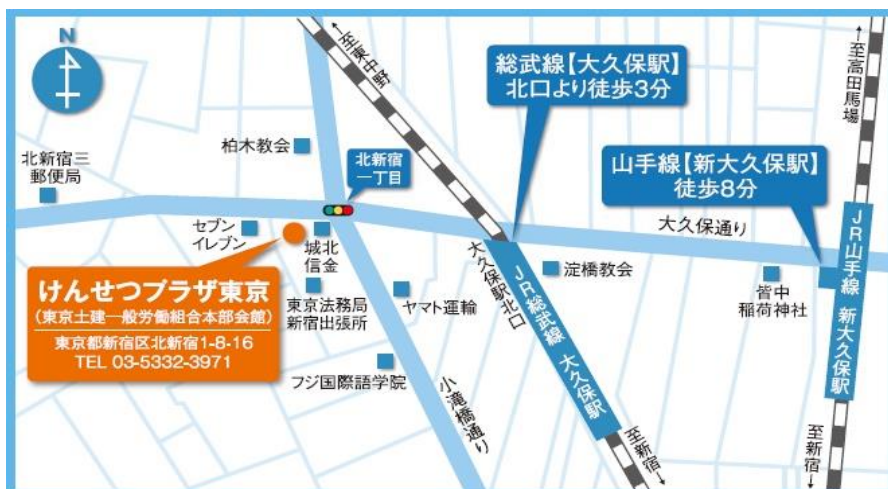 N
←至東中野
総武線【大久保駅】
北口より徒歩3分
←至高田馬場
山手線【新大久保駅】
徒歩8分
柏木教会
北新宿
一丁目
北新宿三
郵便局
大久保通り
セブン
イレブン
城北
信金
大久保駅北口
淀橋教会
皆中
稲荷神社
JR山手線 新大久保駅
JR総武線 大久保駅
けんせつプラザ東京
(東京土建一般労働組合本部会館)
東京都新宿区北新宿1-8-16
TEL 03-5332-3971
東京法務局
新宿出張所
ヤマト運輸
フジ国際語学院
小滝橋通り
至新宿→
至新宿→